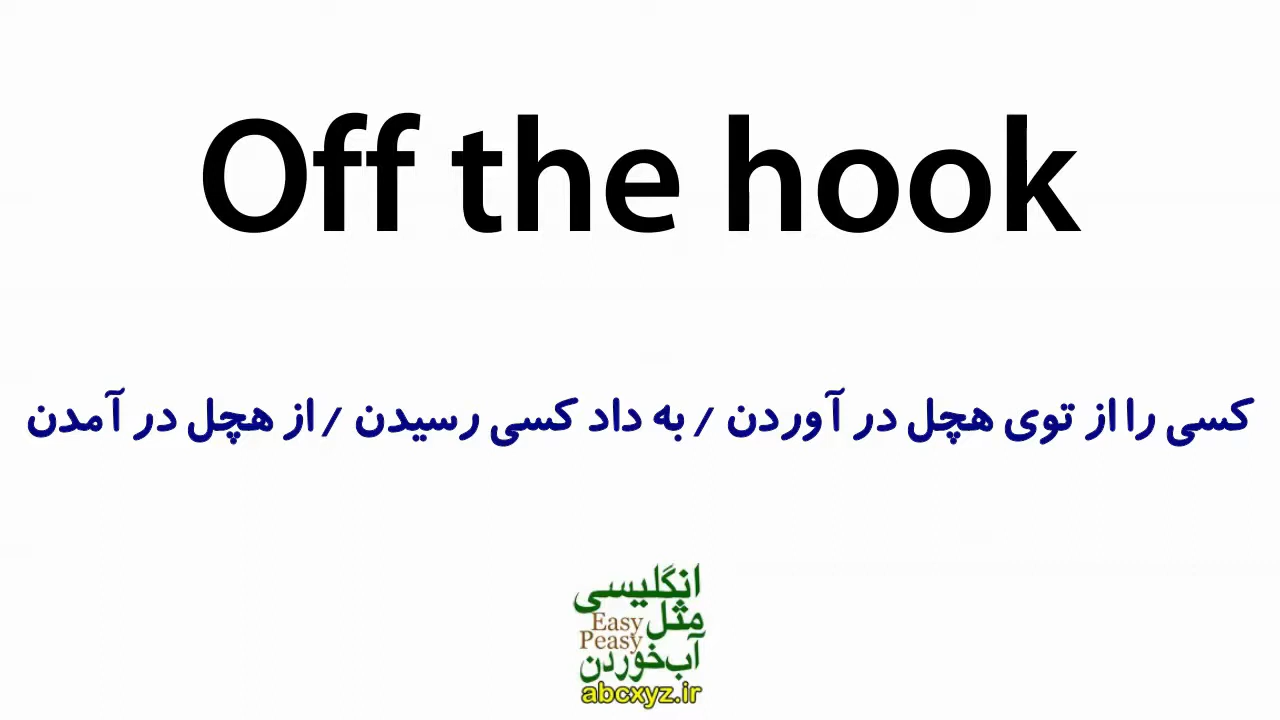 Off the hook
کسی را از توی هچل در آوردن / به داد کسی رسیدن / از هچل در آمدن
انگلیسی
مثل
Easy
Peasy
آب خوردن
abcxyz.ir